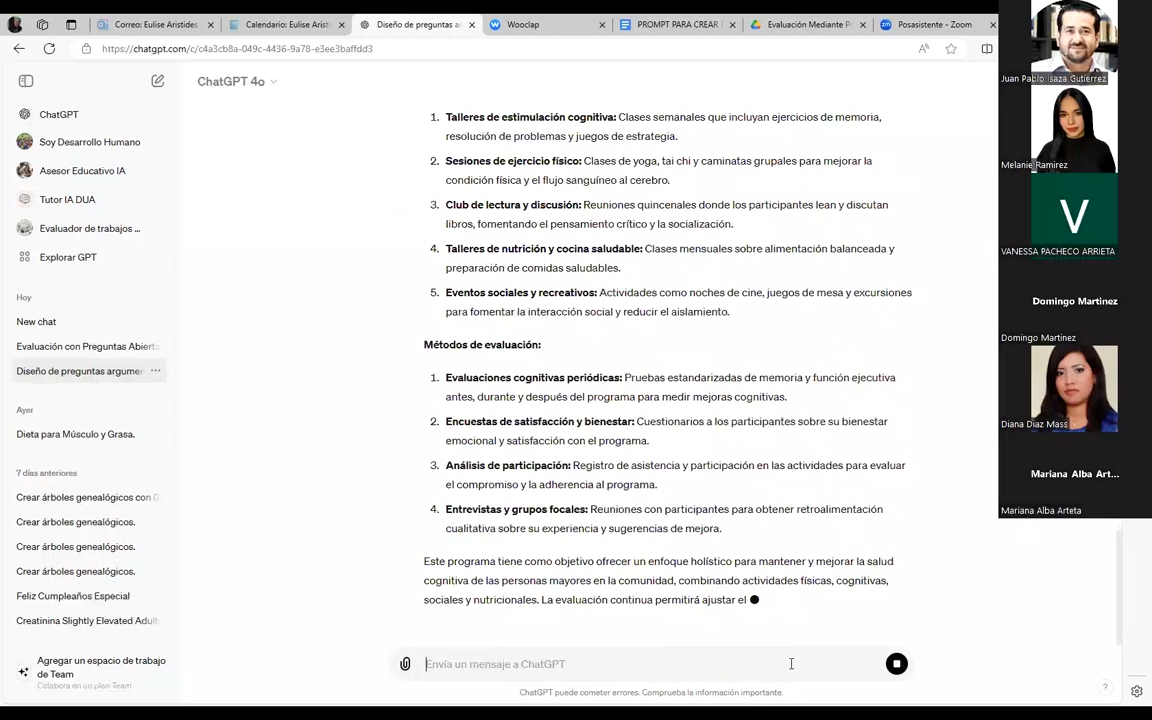 Correo: Eulise Aristides
Calendario: Eulise Aristi
Diseño de preguntas ar
Wooclap
PROMPT PARA CREAR
Evaluación Mediante Pr
Posasistente - Zoom
https://chatgpt.com/c/c4a3cb8a-049c-4436-9a78-e3ee3baffdd3
ChatGPT
Soy Desarrollo Humano
Asesor Educativo IA
Tutor IA DUA
Evaluador de trabajos ...
Explorar GPT
Hoy
New chat
Evaluación con Preguntas Abierta
Diseño de preguntas argumen ...
Ayer
Dieta para Músculo y Grasa.
7 días anteriores
Crear árboles genealógicos con G
Crear árboles genealógicos.
Crear árboles genealógicos.
Crear árboles genealógicos.
Feliz Cumpleaños Especial
Creatinina Slightly Elevated Adult
Agregar un espacio de trabajo
de Team
Colabora en un plan Team
ChatGPT 4o
1. Talleres de estimulación cognitiva: Clases semanales que incluyan ejercicios de memoria,
resolución de problemas y juegos de estrategia.
2. Sesiones de ejercicio físico: Clases de yoga, tai chi y caminatas grupales para mejorar la
condición física y el flujo sanguíneo al cerebro.
3. Club de lectura y discusión: Reuniones quincenales donde los participantes lean y discutan
libros, fomentando el pensamiento crítico y la socialización.
4. Talleres de nutrición y cocina saludable: Clases mensuales sobre alimentación balanceada y
preparación de comidas saludables.
5. Eventos sociales y recreativos: Actividades como noches de cine, juegos de mesa y excursiones
para fomentar la interacción social y reducir el aislamiento.
Métodos de evaluación:
1. Evaluaciones cognitivas periódicas: Pruebas estandarizadas de memoria y función ejecutiva
antes, durante y después del programa para medir mejoras cognitivas.
2. Encuestas de satisfacción y bienestar: Cuestionarios a los participantes sobre su bienestar
emocional y satisfacción con el programa.
3. Análisis de participación: Registro de asistencia y participación en las actividades para evaluar
el compromiso y la adherencia al programa.
4. Entrevistas y grupos focales: Reuniones con participantes para obtener retroalimentación
cualitativa sobre su experiencia y sugerencias de mejora.
Este programa tiene como objetivo ofrecer un enfoque holístico para mantener y mejorar la salud
cognitiva de las personas mayores en la comunidad, combinando actividades físicas, cognitivas,
sociales y nutricionales. La evaluación continua permitirá ajustar el
Envía un mensaje a ChatGPT
ChatGPT puede cometer errores. Comprueba la información importante.
?
Juan Pablo Isaza Gutierrez
Melanie Ramirez
V
VANESSA PACHECO ARRIETA
Domingo Martinez
Domingo Martinez
Diana Diaz Mass
Mariana Alba Art...
Mariana Alba Arteta